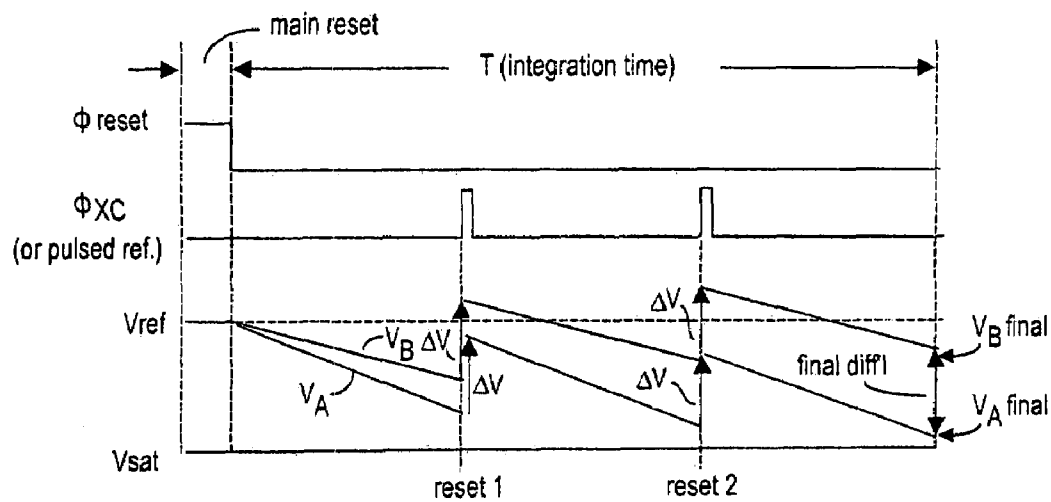 main reset
T (integration time)
Φ reset
ΦXC
(or pulsed ref.)
Vref
VB
ΔV
ΔV
VA
ΔV
ΔV
VB final
final diff'l
VA final
Vsat
reset 1
reset 2